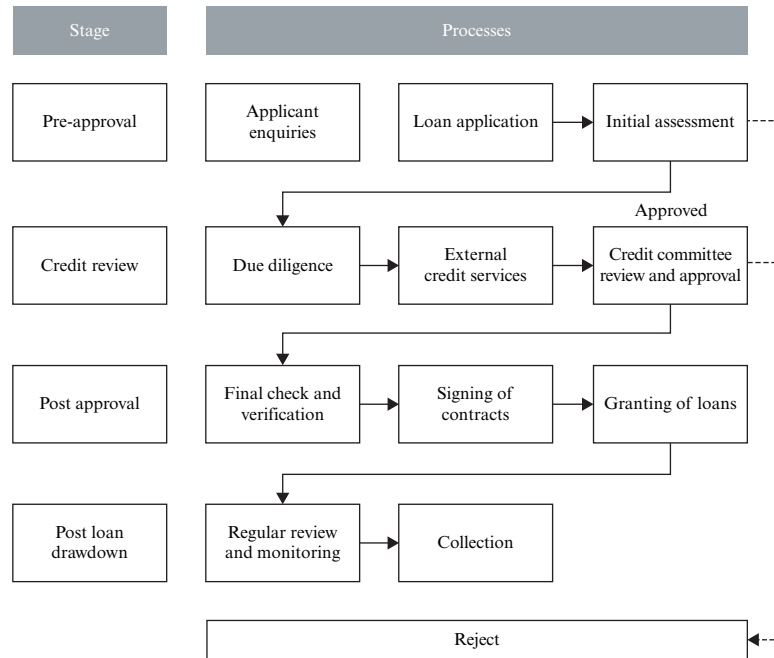 Stage
Processes
Pre-approval
Applicant
enquiries
Loan application
Initial assessment
Approved
Credit review
Due diligence
External
credit services
Credit committee
review and approval
Post approval
Final check and
verification
Signing of
contracts
Granting of loans
Post loan
drawdown
Regular review
and monitoring
Collection
Reject